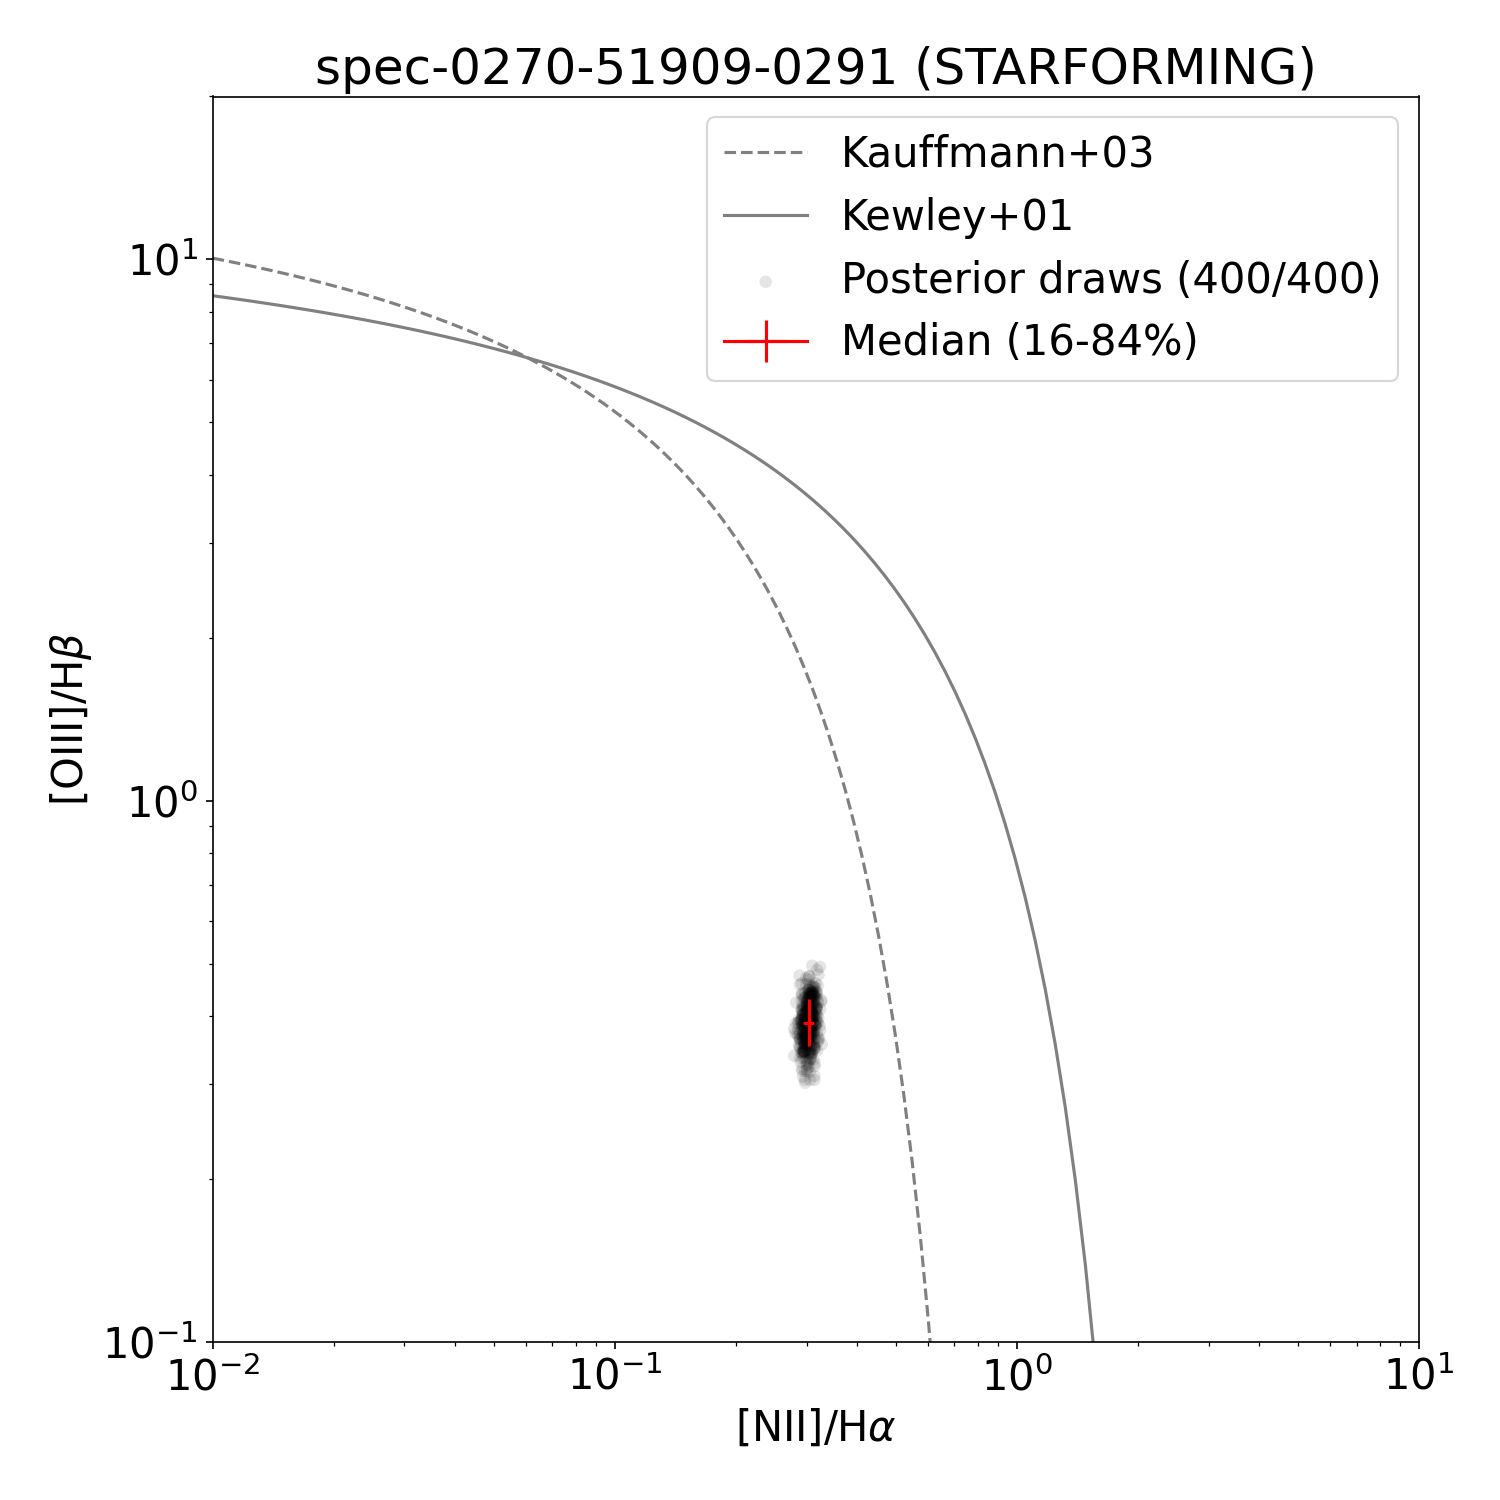 spec-0270-51909-0291 (STARFORMING)
Kauffmann+03
Kewley+01
Posterior draws (400/400)
Median (16-84%)
10¹
10⁰
10⁻¹
[OIII]/Hβ
10⁻² 10⁻¹ 10⁰ 10¹
[NII]/Hα